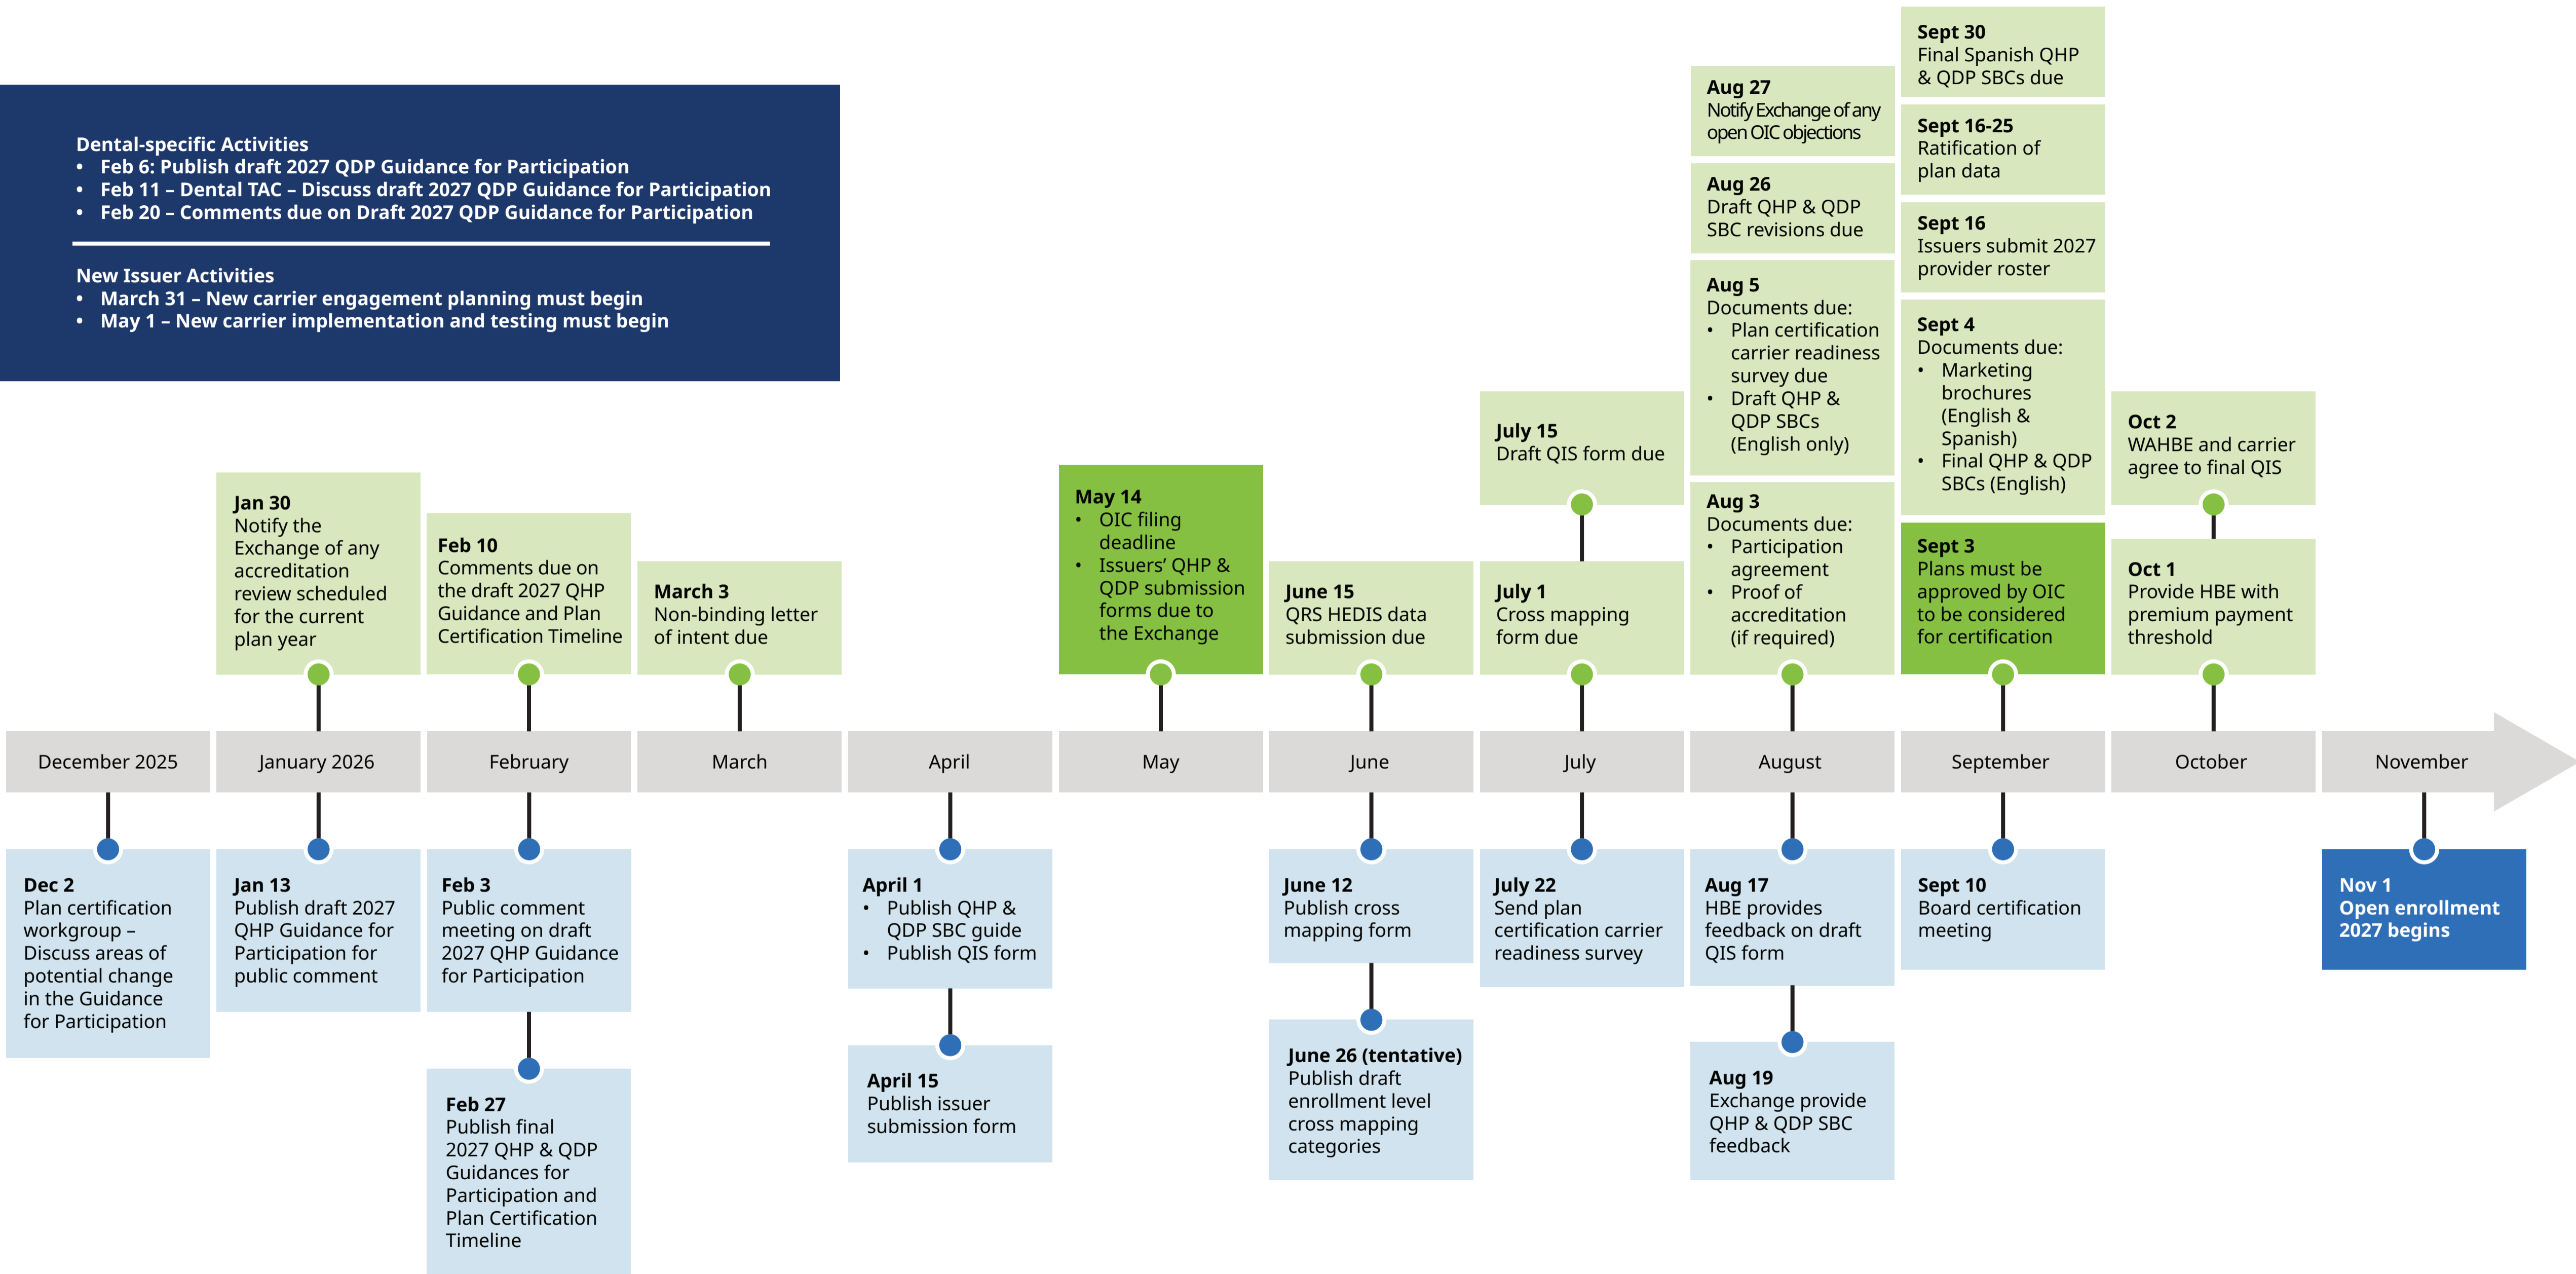 Dental-specific Activities
• Feb 6: Publish draft 2027 QDP Guidance for Participation
• Feb 11 – Dental TAC – Discuss draft 2027 QDP Guidance for Participation
• Feb 20 – Comments due on Draft 2027 QDP Guidance for Participation
New Issuer Activities
• March 31 – New carrier engagement planning must begin
• May 1 – New carrier implementation and testing must begin
Jan 30
Notify the
Exchange of any
accreditation
review scheduled
for the current
plan year
Feb 10
Comments due on
the draft 2027 QHP
Guidance and Plan
Certification Timeline
March 3
Non-binding letter
of intent due
May 14
• OIC filing
deadline
• Issuers’ QHP &
QDP submission
forms due to
the Exchange
June 15
QRS HEDIS data
submission due
July 15
Draft QIS form due
July 1
Cross mapping
form due
Aug 27
Notify Exchange of any
open OIC objections
Aug 26
Draft QHP & QDP
SBC revisions due
Aug 5
Documents due:
• Plan certification
carrier readiness
survey due
• Draft QHP &
QDP SBCs
(English only)
Aug 3
Documents due:
• Participation
agreement
• Proof of
accreditation
(if required)
Sept 30
Final Spanish QHP
& QDP SBCs due
Sept 16-25
Ratification of
plan data
Sept 16
Issuers submit 2027
provider roster
Sept 4
Documents due:
• Marketing
brochures
(English &
Spanish)
• Final QHP & QDP
SBCs (English)
Sept 3
Plans must be
approved by OIC
to be considered
for certification
Oct 2
WAHBE and carrier
agree to final QIS
Oct 1
Provide HBE with
premium payment
threshold
December 2025
January 2026
February
March
April
May
June
July
August
September
October
November
Dec 2
Plan certification
workgroup –
Discuss areas of
potential change
in the Guidance
for Participation
Jan 13
Publish draft 2027
QHP Guidance for
Participation for
public comment
Feb 3
Public comment
meeting on draft
2027 QHP Guidance
for Participation
Feb 27
Publish final
2027 QHP & QDP
Guidances for
Participation and
Plan Certification
Timeline
April 1
• Publish QHP &
QDP SBC guide
• Publish QIS form
April 15
Publish issuer
submission form
June 12
Publish cross
mapping form
June 26 (tentative)
Publish draft
enrollment level
cross mapping
categories
July 22
Send plan
certification carrier
readiness survey
Aug 17
HBE provides
feedback on draft
QIS form
Aug 19
Exchange provide
QHP & QDP SBC
feedback
Sept 10
Board certification
meeting
Nov 1
Open enrollment
2027 begins